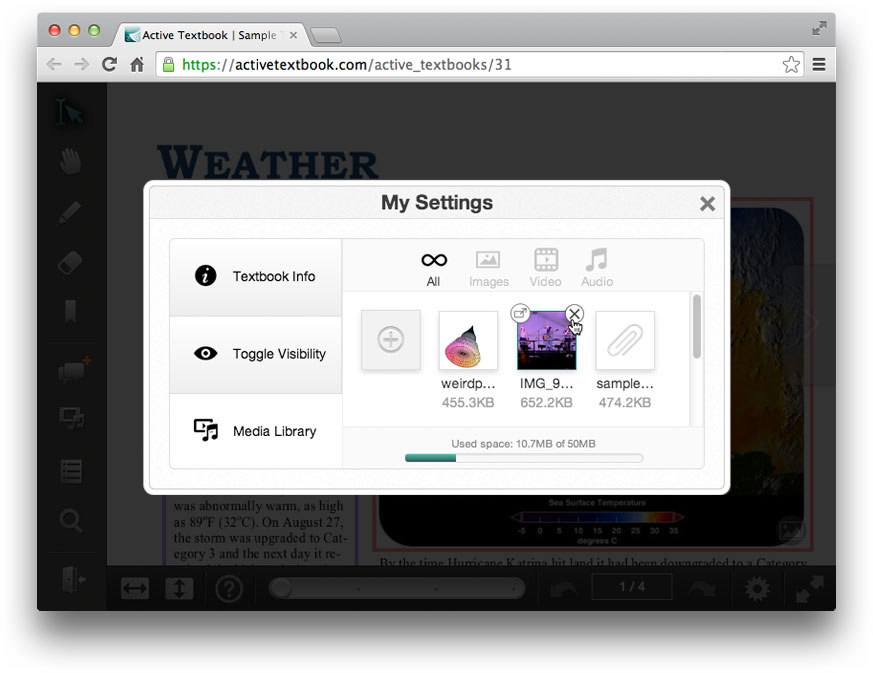 Active Textbook | Sample
https://activetextbook.com/active_textbooks/31
WEATHER
My Settings
Textbook Info
Toggle Visibility
Media Library
All
Images
Video
Audio
weirdp...
IMG_9...
sample...
455.3KB
652.2KB
474.2KB
Used space: 10.7MB of 50MB
was abnormally warm, as high
as 89°F (32°C). On August 27,
the storm was upgraded to Cat-
egory 3 and the next day it re-
Sea Surface Temperature
-5 0 5 10 15 20 25 30 35
degrees C
By the time Hurricane Katrina hit land it had been downgraded to a Category
?
1 / 4